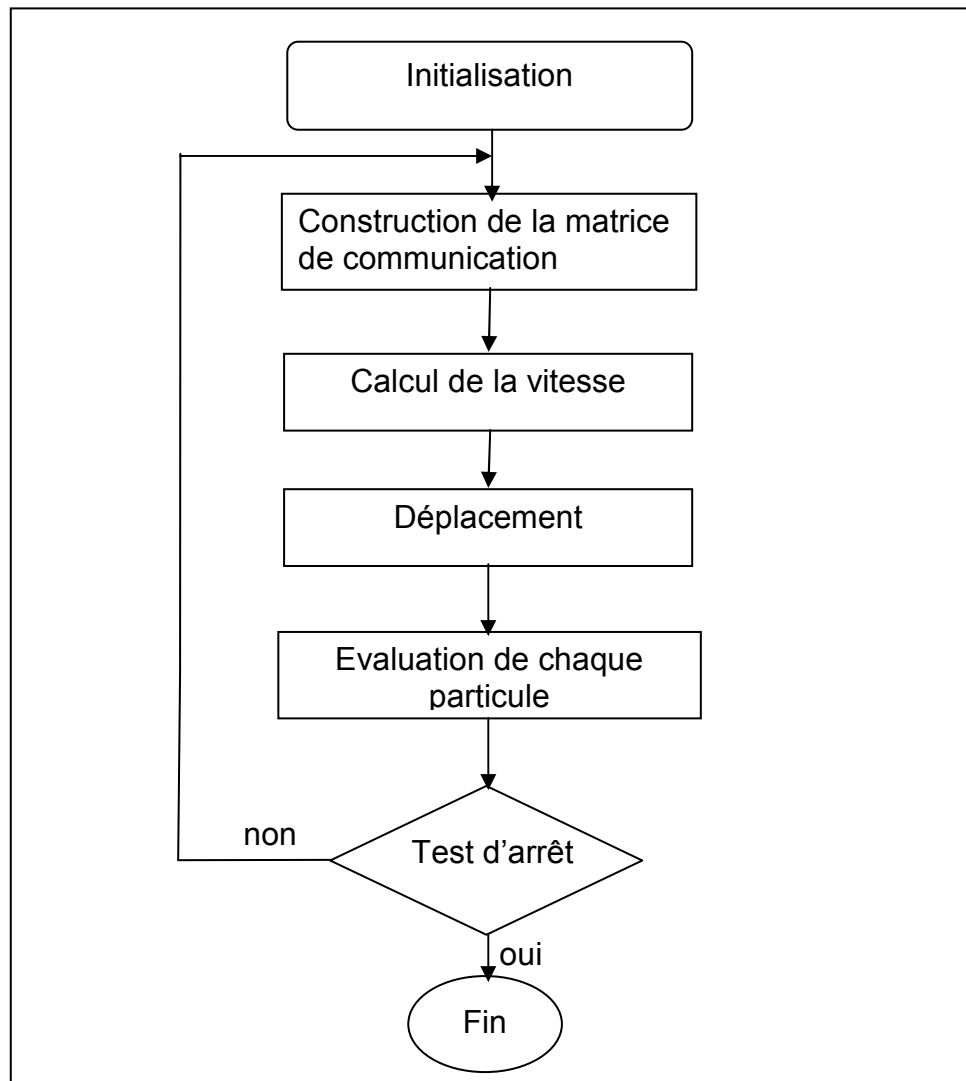 Initialisation
Construction de la matrice
de communication
Calcul de la vitesse
Déplacement
Evaluation de chaque
particule
non
Test d’arrêt
oui
Fin